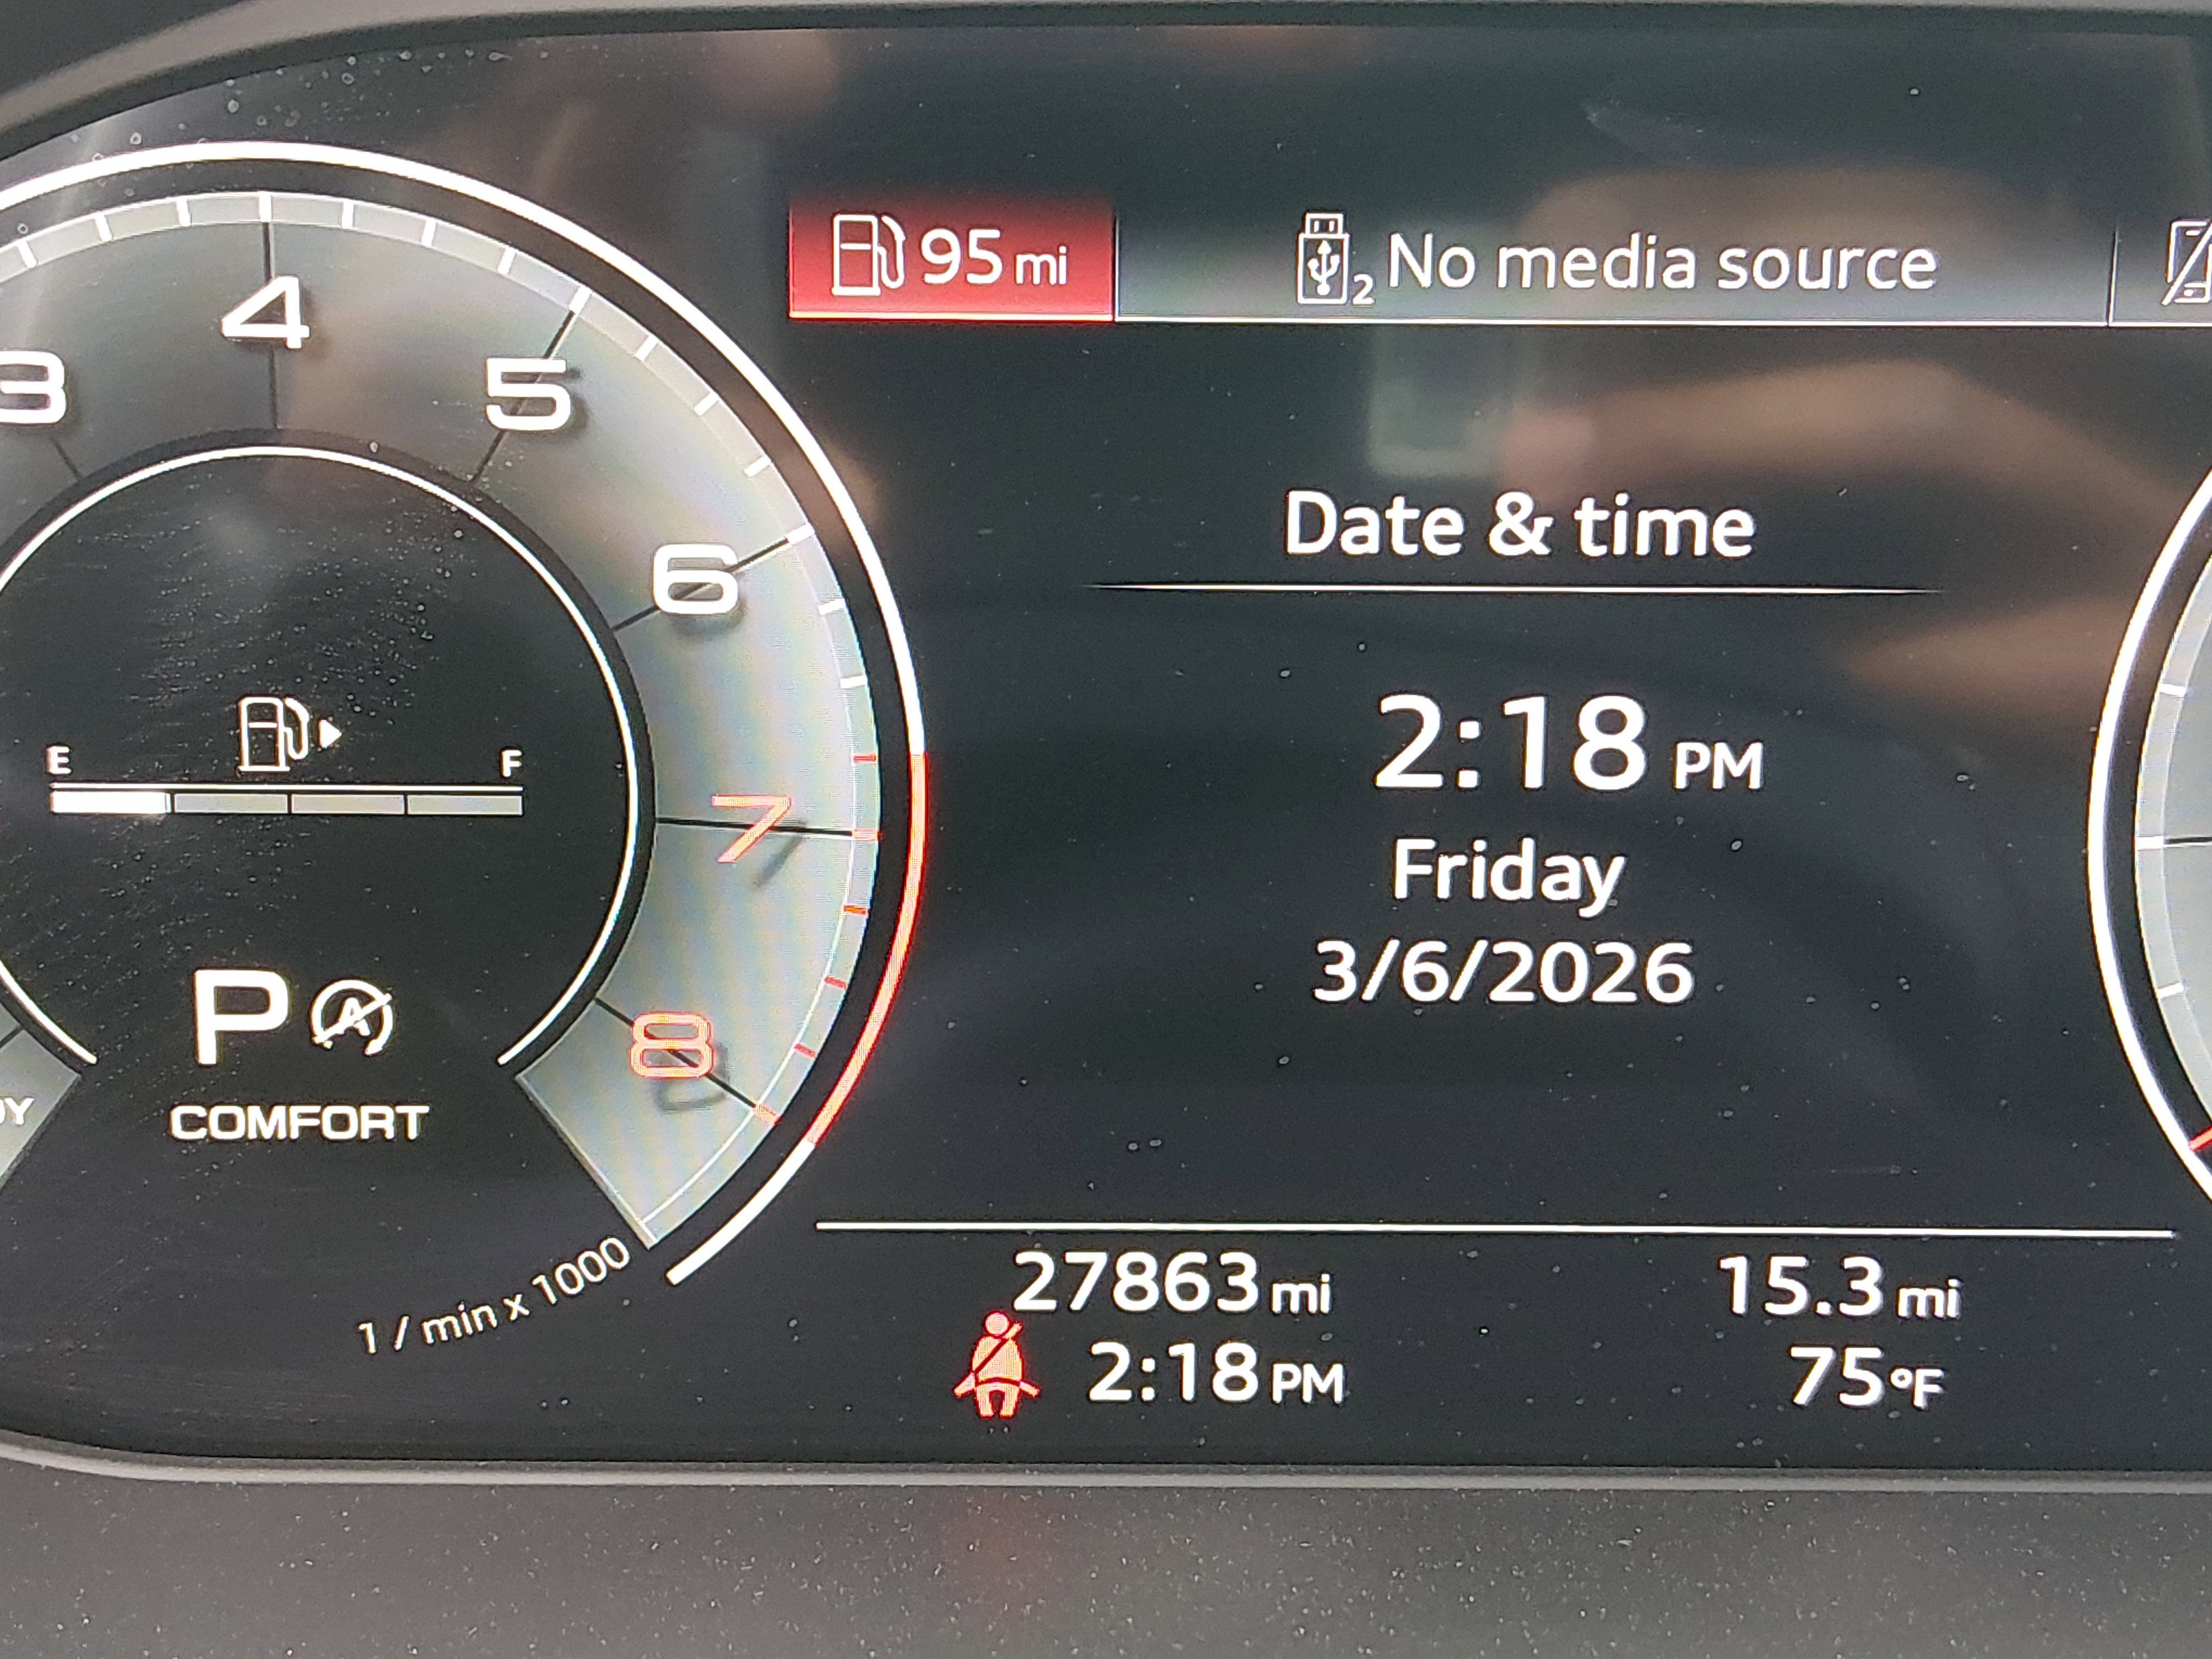 95 mi
2 No media source
3
4
5
6
7
8
E F
P A
COMFORT
1 / min x 1000
Date & time
2:18 PM
Friday
3/6/2026
27863 mi 15.3 mi
2:18 PM 75°F